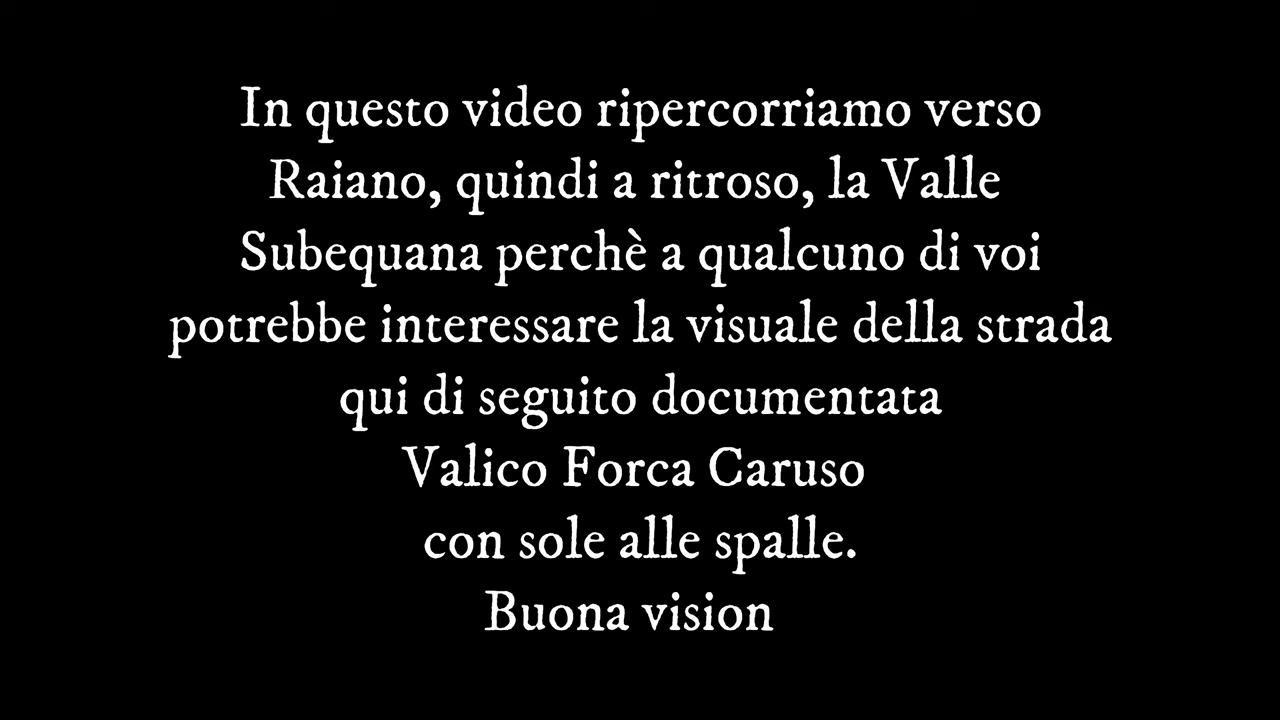 In questo video ripercorriamo verso
Raiano, quindi a ritroso, la Valle
Subequana perchè a qualcuno di voi
potrebbe interessare la visuale della strada
qui di seguito documentata
Valico Forca Caruso
con sole alle spalle.
Buona vision